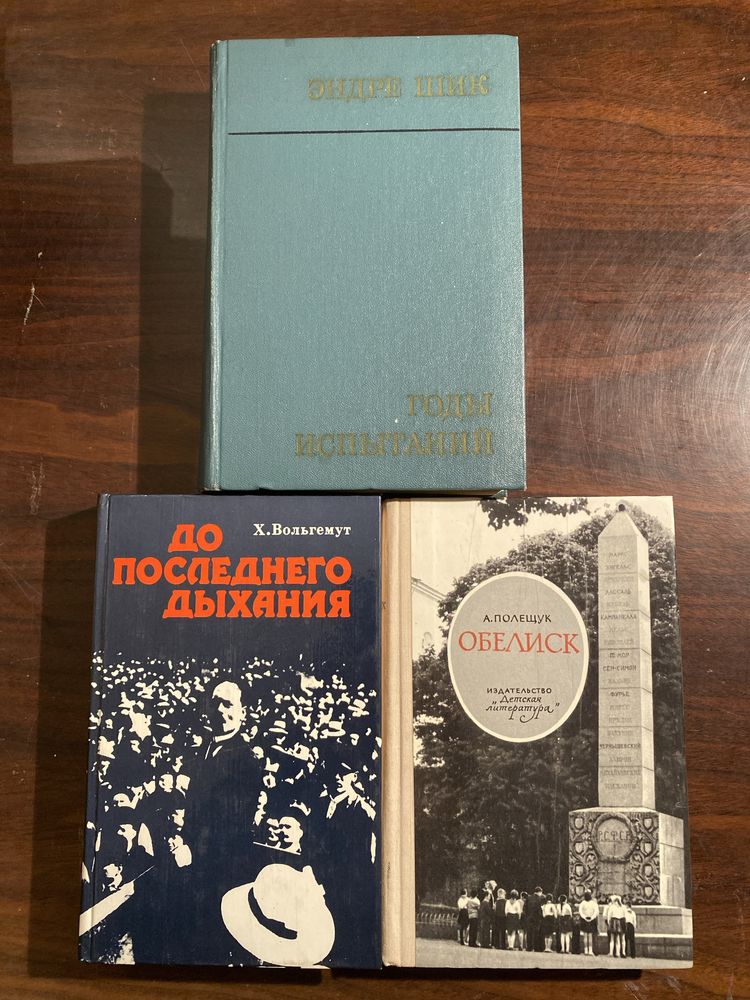 ЭНДРЕ ШИК
ГОДЫ
ИСПЫТАНИЙ
Х.Вольгемут
ДО
ПОСЛЕДНЕГО
ДЫХАНИЯ
А.ПОЛЕЩУК
ОБЕЛИСК
ИЗДАТЕЛЬСТВО
„Детская
литература"
МАРКС
ЭНГЕЛЬС
ЛАССАЛЬ
КАМПАНЕЛЛА
Т. МОР
СЕН-СИМОН
ФУРЬЕ
ЧЕРНЫШЕВСКИЙ
Р.С.Ф.С.Р.